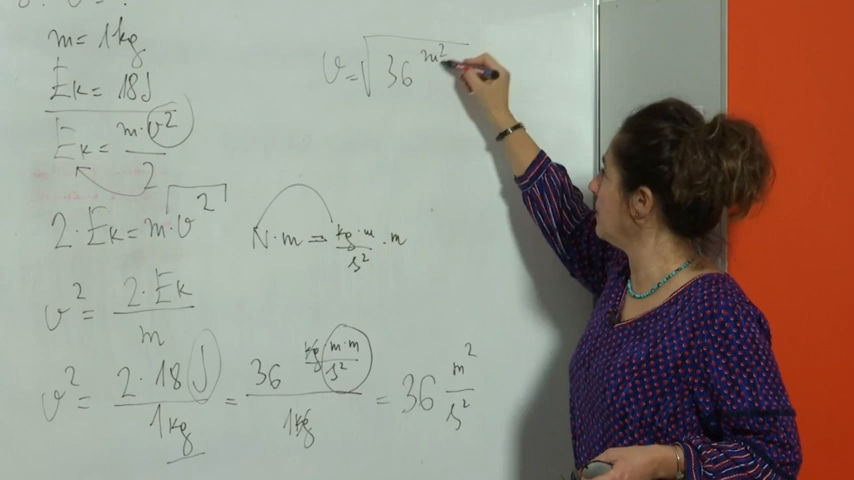 m = 1kg
Ek = 18J
Ek = m·v²/2
2·Ek = m·v²
v² = 2·Ek/m
v² = 2·18J/1kg = 36 kg m·m/s²/1kg = 36 m²/s²
N·m = kg·m/s² · m
v = √36 m²